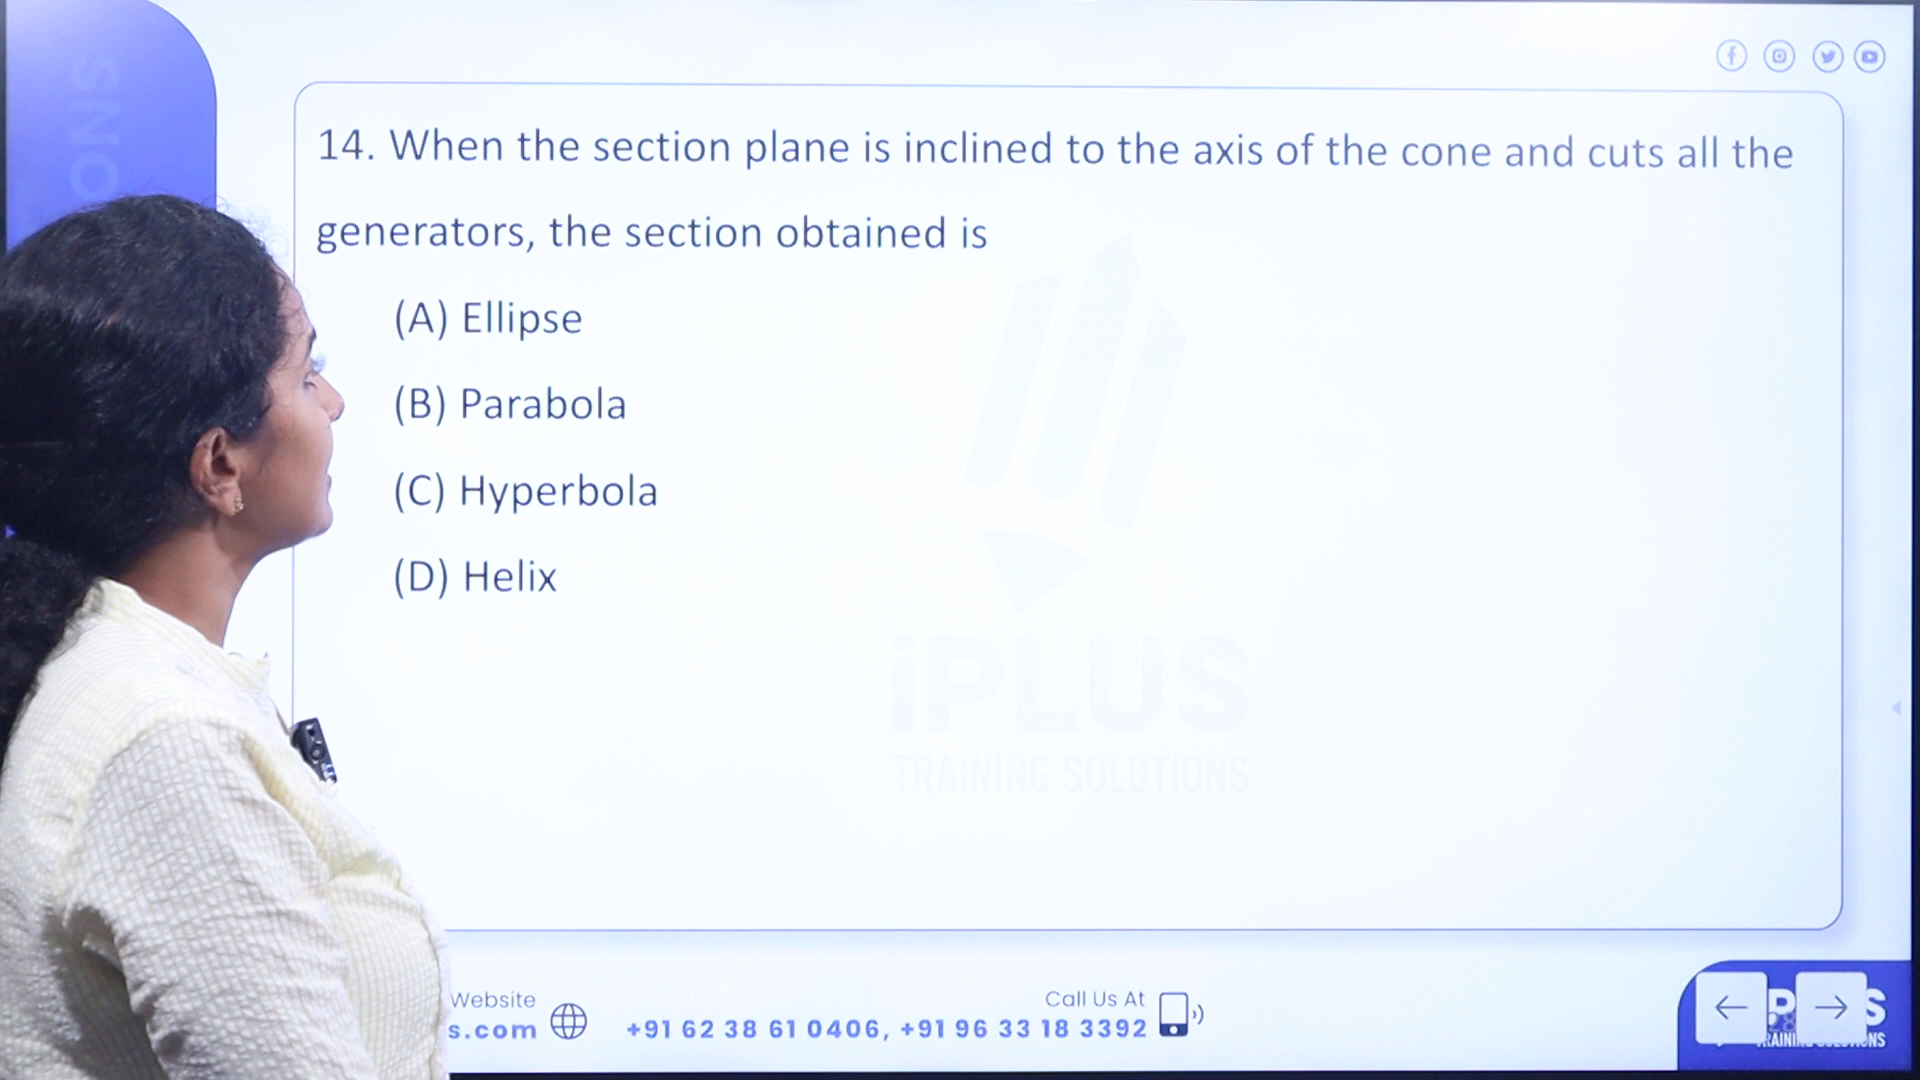 ONS
14. When the section plane is inclined to the axis of the cone and cuts all the
generators, the section obtained is
(A) Ellipse
(B) Parabola
(C) Hyperbola
(D) Helix
iPLUS
TRAINING SOLUTIONS
Website
s.com
Call Us At
+91 62 38 61 0406, +91 96 33 18 3392